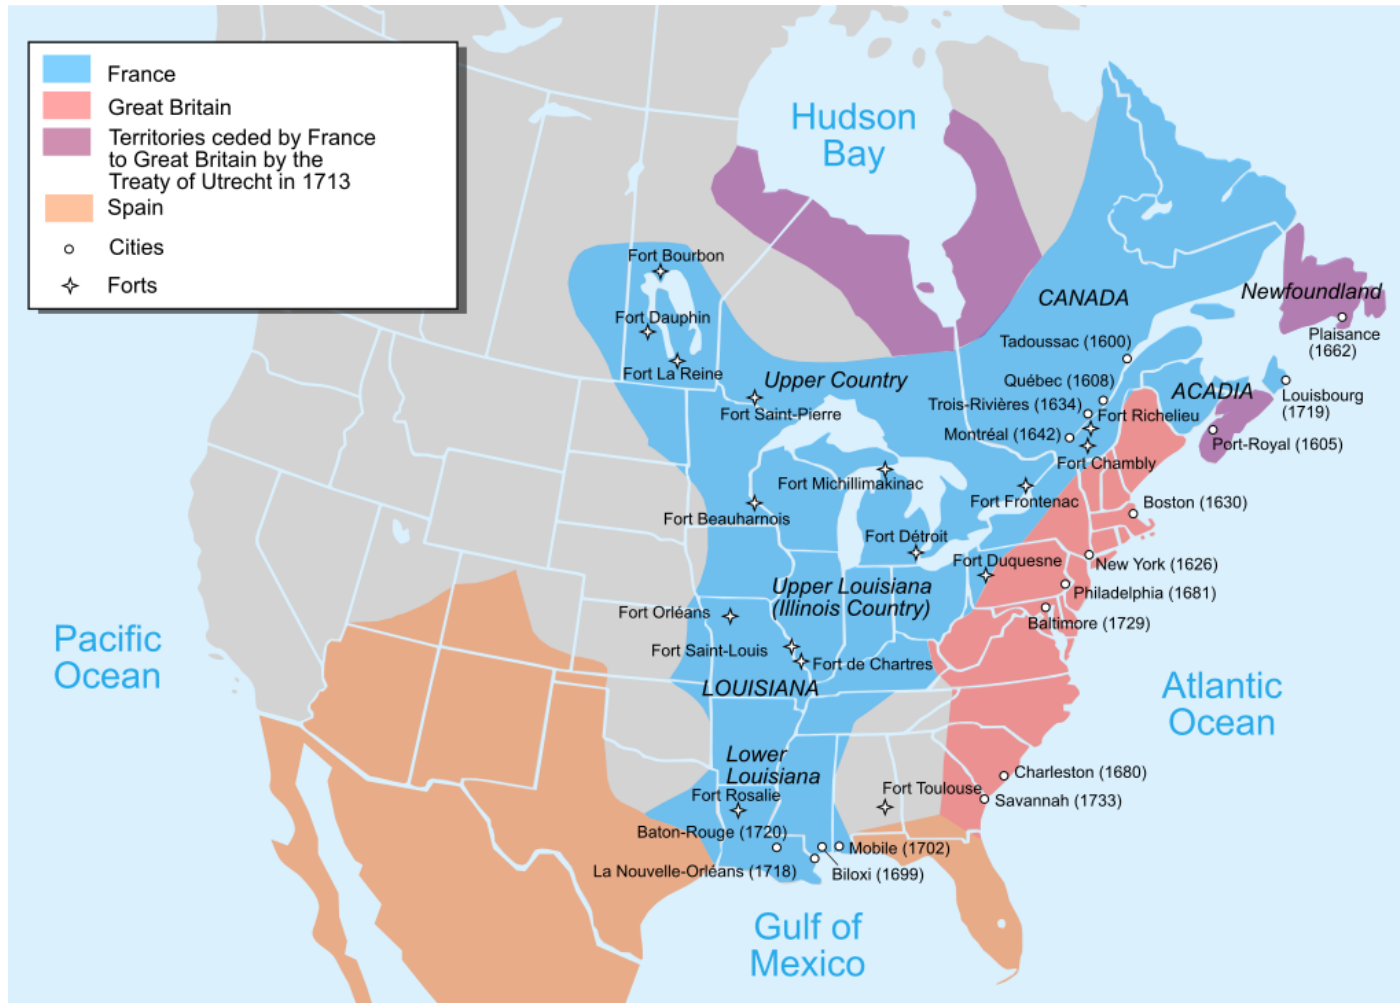 France
Great Britain
Territories ceded by France
to Great Britain by the
Treaty of Utrecht in 1713
Spain
Cities
Forts
Hudson
Bay
Fort Bourbon
Fort Dauphin
Fort La Reine
CANADA
Newfoundland
Plaisance
(1662)
Tadoussac (1600)
Upper Country
Québec (1608)
ACADIA
Louisbourg
(1719)
Fort Saint-Pierre
Trois-Rivières (1634)
Fort Richelieu
Montréal (1642)
Port-Royal (1605)
Fort Chambly
Fort Michillimakinac
Fort Frontenac
Boston (1630)
Fort Beauharnois
Fort Détroit
Fort Duquesne
New York (1626)
Upper Louisiana
(Illinois Country)
Philadelphia (1681)
Fort Orléans
Baltimore (1729)
Pacific
Ocean
Fort Saint-Louis
Fort de Chartres
LOUISIANA
Atlantic
Ocean
Lower
Louisiana
Charleston (1680)
Fort Rosalie
Fort Toulouse
Savannah (1733)
Baton-Rouge (1720)
Mobile (1702)
La Nouvelle-Orléans (1718)
Biloxi (1699)
Gulf of
Mexico